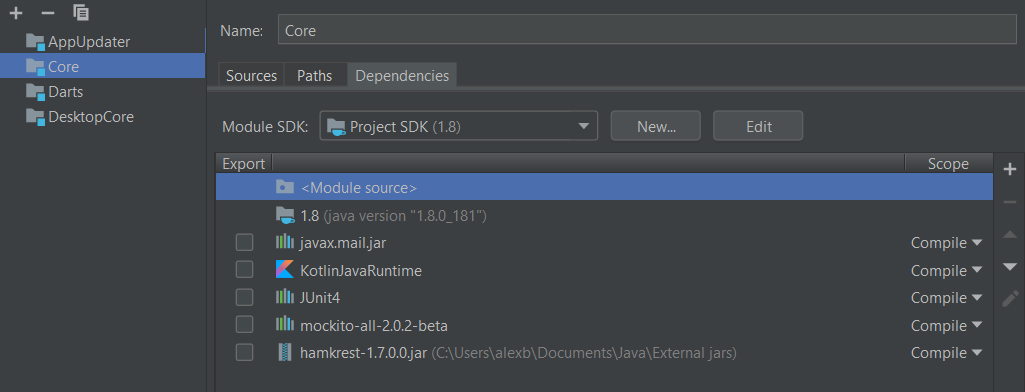 AppUpdater
Core
Darts
DesktopCore
Name: Core
Sources Paths Dependencies
Module SDK: Project SDK (1.8) New... Edit
Export Scope
<Module source>
1.8 (java version "1.8.0_181")
javax.mail.jar Compile
KotlinJavaRuntime Compile
JUnit4 Compile
mockito-all-2.0.2-beta Compile
hamkrest-1.7.0.0.jar (C:\Users\alexb\Documents\Java\External jars) Compile